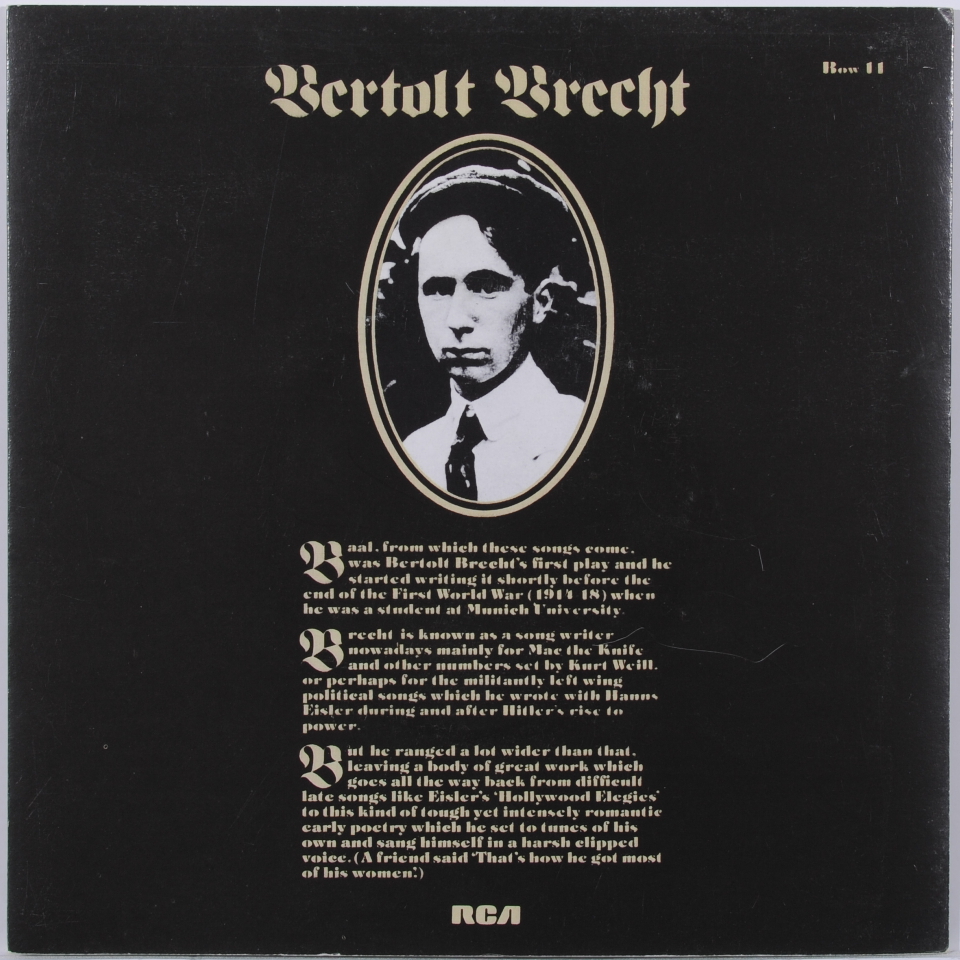 Bertolt Brecht
Bow 11
Baal, from which these songs come,
was Bertolt Brecht's first play and he
started writing it shortly before the
end of the First World War (1914-18) when
he was a student at Munich University.
Brecht is known as a song writer
nowadays mainly for Mac the Knife
and other numbers set by Kurt Weill,
or perhaps for the militantly left wing
political songs which he wrote with Hanns
Eisler during and after Hitler's rise to
power.
But he ranged a lot wider than that,
leaving a body of great work which
goes all the way back from difficult
late songs like Eisler's 'Hollywood Elegies'
to this kind of tough yet intensely romantic
early poetry which he set to tunes of his
own and sang himself in a harsh clipped
voice. (A friend said 'That's how he got most
of his women'.)
RCA